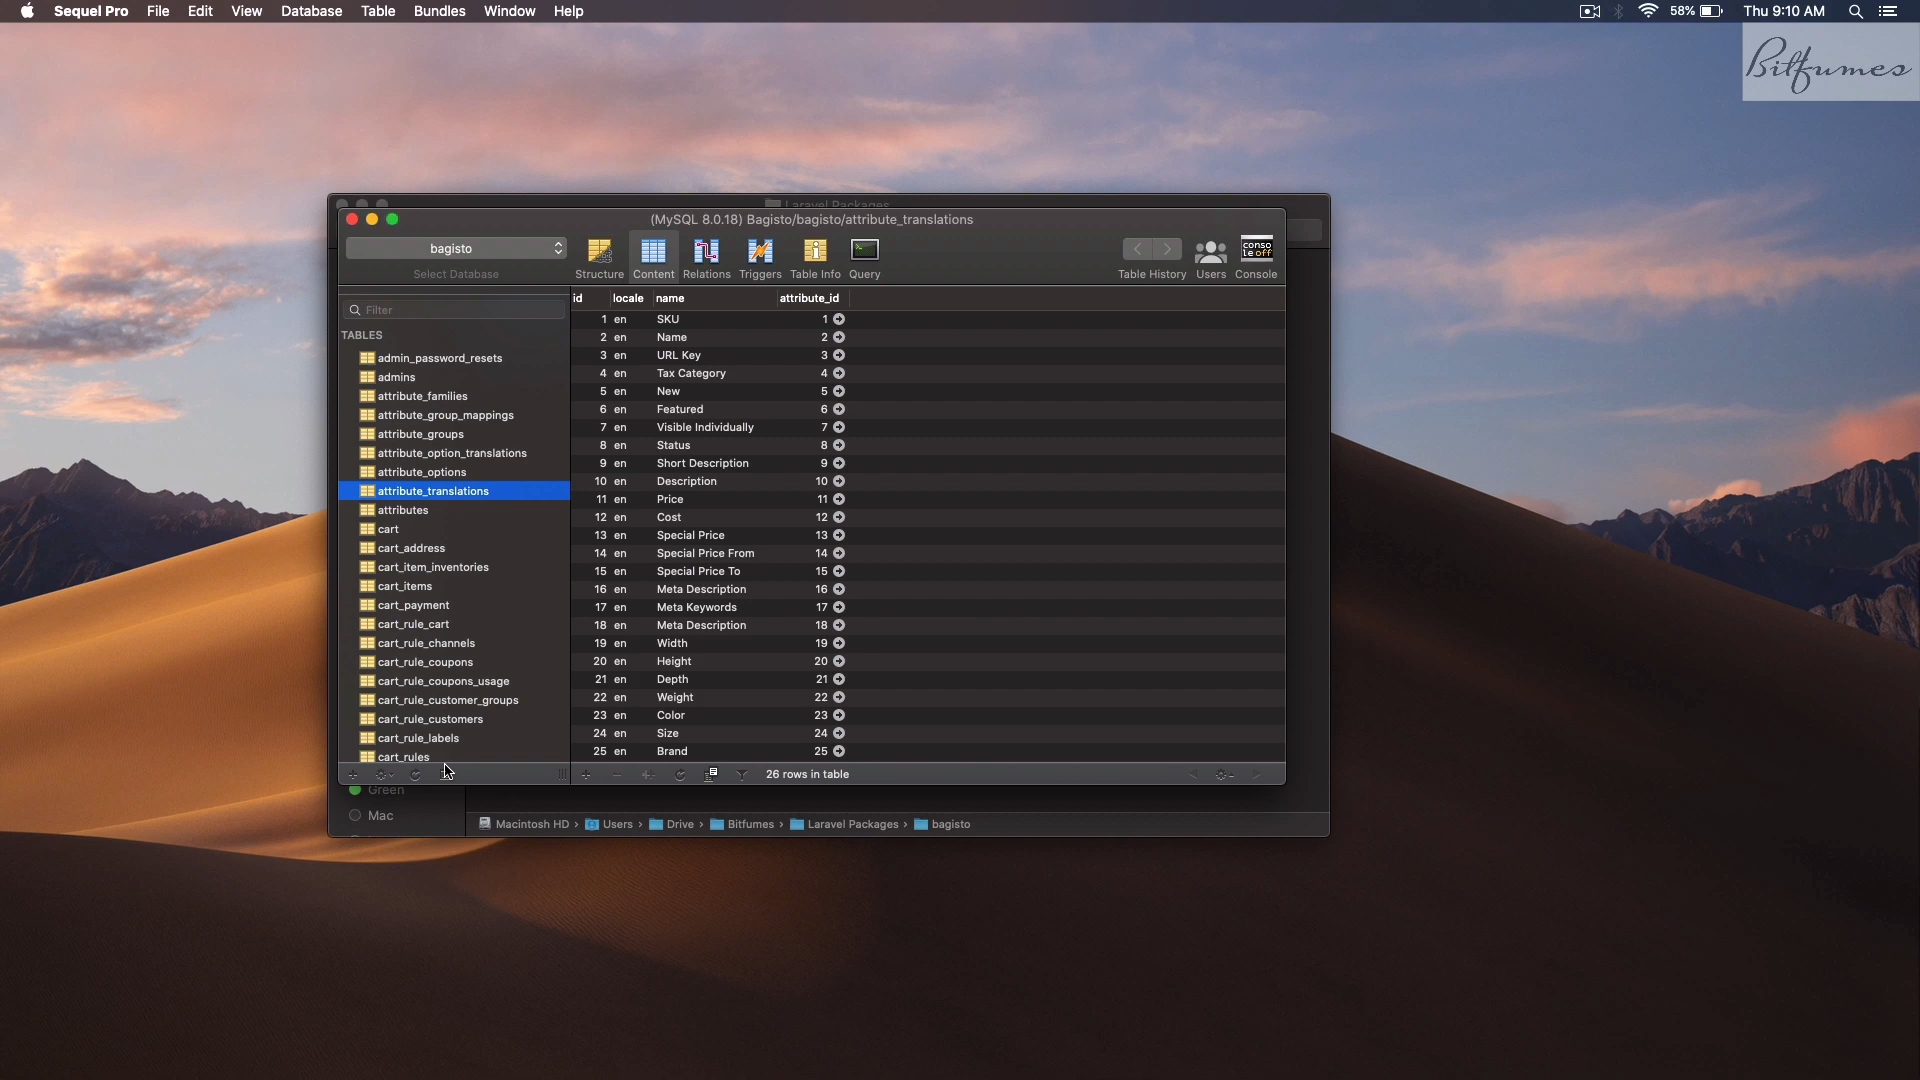 Sequel Pro File Edit View Database Table Bundles Window Help 58% Thu 9:10 AM
Bitfumes
Laravel Packages
(MySQL 8.0.18) Bagisto/bagisto/attribute_translations
bagisto
Select Database
Structure Content Relations Triggers Table Info Query
conso
le off
Table History Users Console
Filter
TABLES
admin_password_resets
admins
attribute_families
attribute_group_mappings
attribute_groups
attribute_option_translations
attribute_options
attribute_translations
attributes
cart
cart_address
cart_item_inventories
cart_items
cart_payment
cart_rule_cart
cart_rule_channels
cart_rule_coupons
cart_rule_coupons_usage
cart_rule_customer_groups
cart_rule_customers
cart_rule_labels
cart_rules
id locale name attribute_id
1 en SKU 1
2 en Name 2
3 en URL Key 3
4 en Tax Category 4
5 en New 5
6 en Featured 6
7 en Visible Individually 7
8 en Status 8
9 en Short Description 9
10 en Description 10
11 en Price 11
12 en Cost 12
13 en Special Price 13
14 en Special Price From 14
15 en Special Price To 15
16 en Meta Description 16
17 en Meta Keywords 17
18 en Meta Description 18
19 en Width 19
20 en Height 20
21 en Depth 21
22 en Weight 22
23 en Color 23
24 en Size 24
25 en Brand 25
26 rows in table
Green
Mac
Macintosh HD › Users › Drive › Bitfumes › Laravel Packages › bagisto